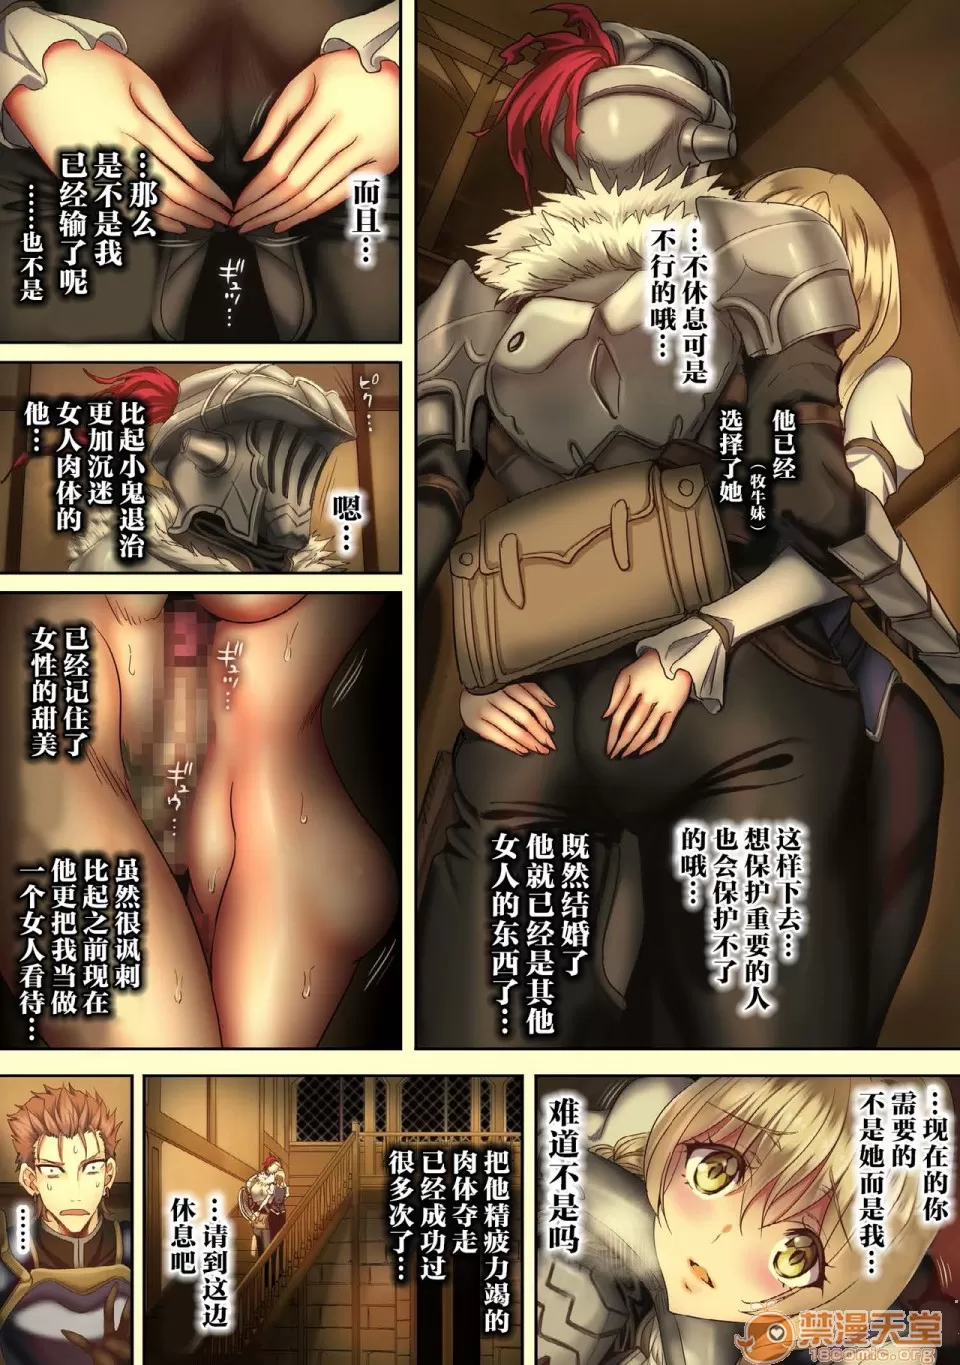 …不休息可是
不行的哦…
他已经
（牧牛妹）
选择了她
这样下去…
想保护重要的人
也会保护不了
的哦…
既然结婚了
他就已经是其他
女人的东西了…
而且…
…那么
是不是我
已经输了呢
……也不是
ギュッ…
嗯…
ピク…
比起小鬼退治
更加沉迷
女人肉体的
他…
已经记住了
女性的甜美
ギュッ…
ギュウ…
虽然很讽刺
比起之前现在
他更把我当做
一个女人看待…
…现在的你
需要的
不是她而是我…
难道不是吗
把他精疲力竭的
肉体夺走
已经成功过
很多次了…
…请到这边
休息吧
……
禁漫天堂
18comic.org